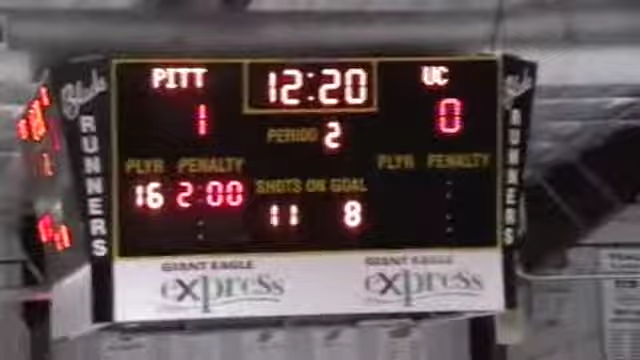 PITT 12:20 UC
1 0
PERIOD 2
PLYR PENALTY PLYR PENALTY
16 2:00
SHOTS ON GOAL
11 8
Blade
RUNNERS
RUNNERS
GIANT EAGLE GIANT EAGLE
express express